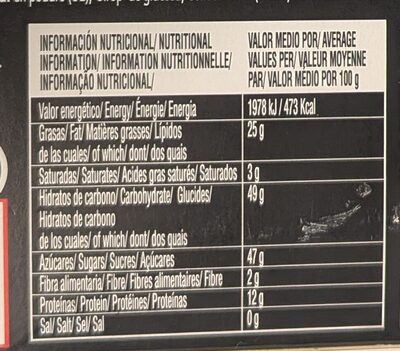 INFORMACIÓN NUTRICIONAL/ NUTRITIONAL
INFORMATION/ INFORMATION NUTRITIONNELLE/
INFORMAÇÃO NUTRICIONAL/
VALOR MEDIO POR/ AVERAGE
VALUES PER/ VALEUR MOYENNE
PAR/ VALOR MEDIO POR 100 g
Valor energético/ Energy/ Énergie/ Energia
1978 kJ / 473 Kcal
Grasas/ Fat/ Matières grasses/ Lípidos
25 g
de las cuales/ of which/ dont/ dos quais
Saturadas/ Saturates/ Acides gras saturés/ Saturados
3 g
Hidratos de carbono/ Carbohydrate/ Glucides/
49 g
Hidratos de carbono
de los cuales/ of which/ dont/ dos quais
Azúcares/ Sugars/ Sucres/ Açúcares
47 g
Fibra alimentaria/ Fibre/ Fibres alimentaires/ Fibre
2 g
Proteínas/ Protein/ Protéines/ Proteínas
12 g
Sal/ Salt/ Sel/ Sal
0 g